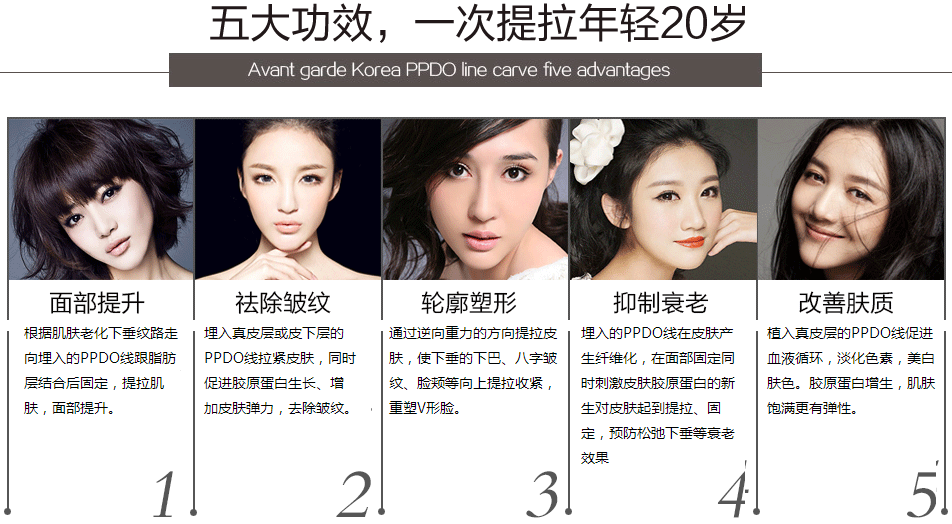 五大功效，一次提拉年轻20岁
Avant garde Korea PPDO line carve five advantages
面部提升
根据肌肤老化下垂纹路走
向埋入的PPDO线跟脂肪
层结合后固定，提拉肌
肤，面部提升。
1
祛除皱纹
埋入真皮层或皮下层的
PPDO线拉紧皮肤，同时
促进胶原蛋白生长、增
加皮肤弹力，去除皱纹。
2
轮廓塑形
通过逆向重力的方向提拉皮
肤，使下垂的下巴、八字皱
纹、脸颊等向上提拉收紧，
重塑V形脸。
3
抑制衰老
埋入的PPDO线在皮肤产
生纤维化，在面部固定同
时刺激皮肤胶原蛋白的新
生对皮肤起到提拉、固
定，预防松弛下垂等衰老
效果
4
改善肤质
植入真皮层的PPDO线促进
血液循环，淡化色素，美白
肤色。胶原蛋白增生，肌肤
饱满更有弹性。
5